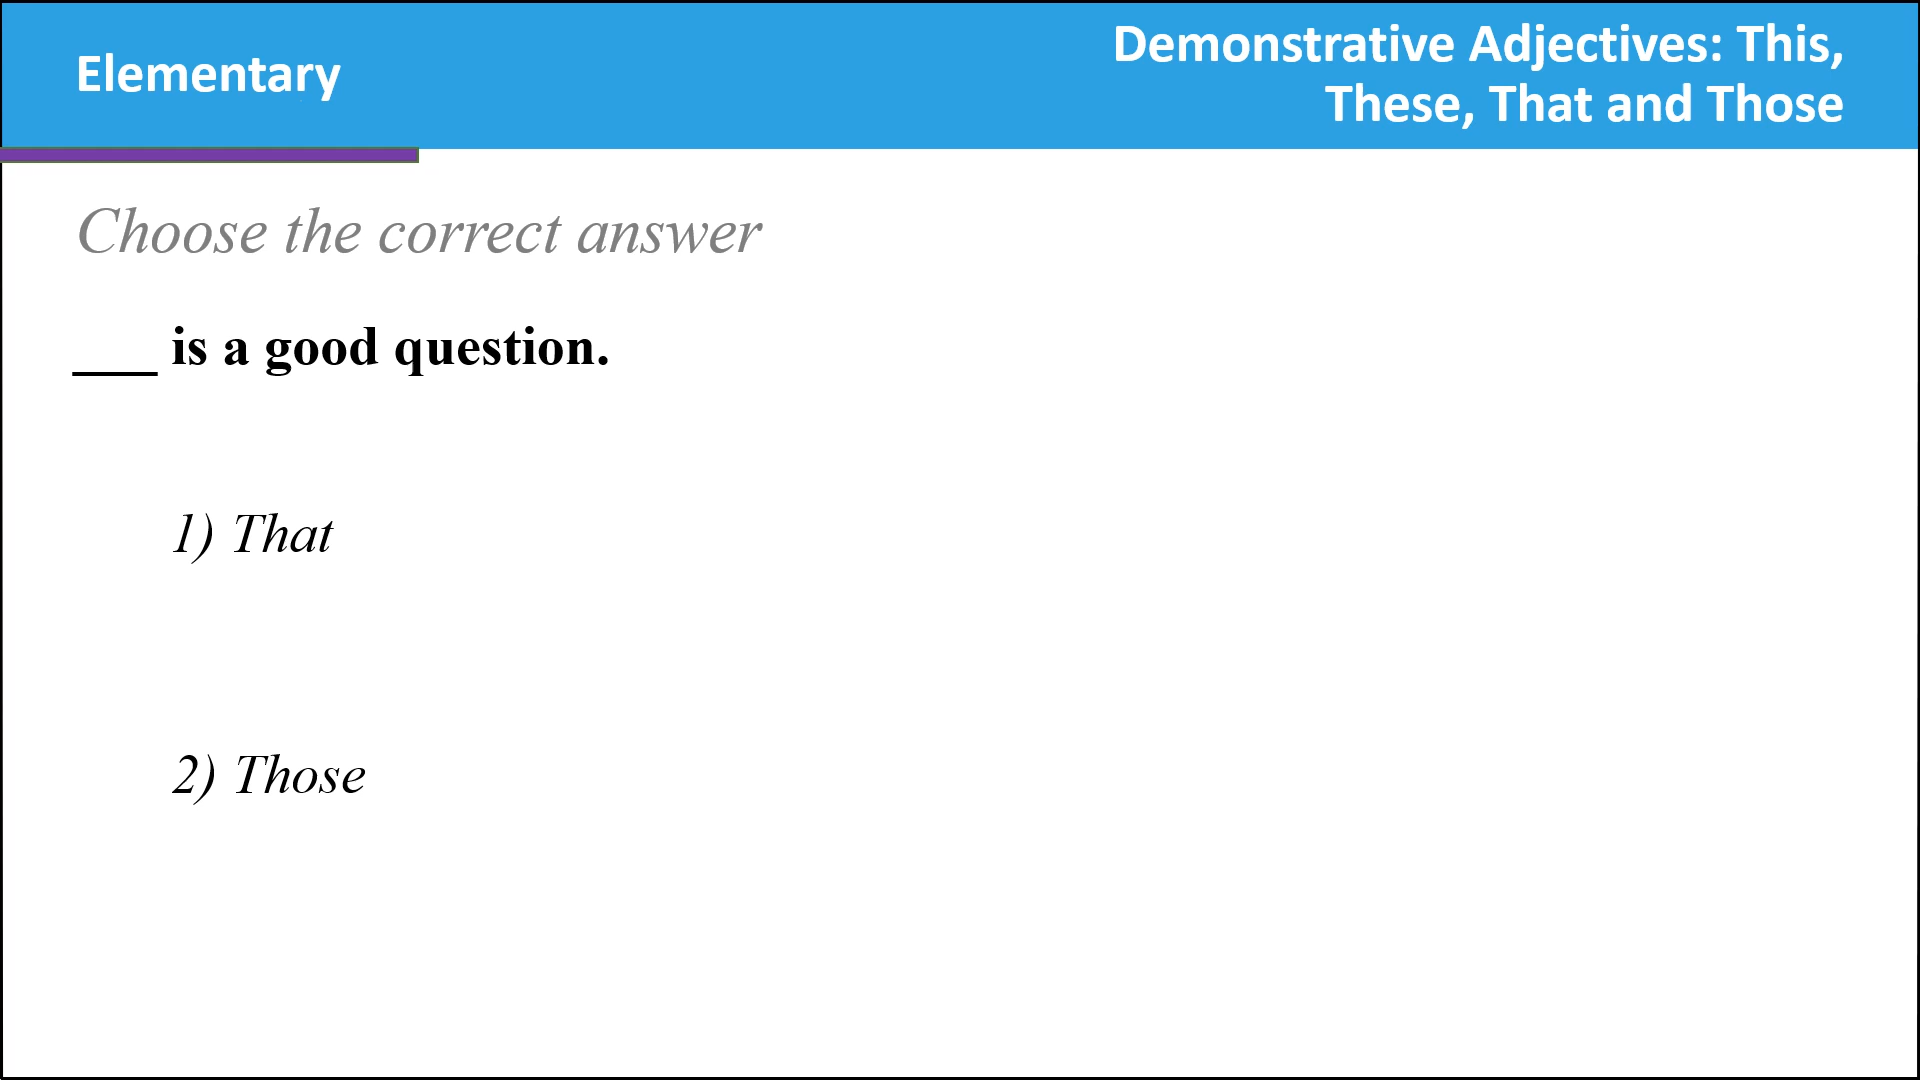 Elementary
Demonstrative Adjectives: This,
These, That and Those
Choose the correct answer
___ is a good question.
1) That
2) Those